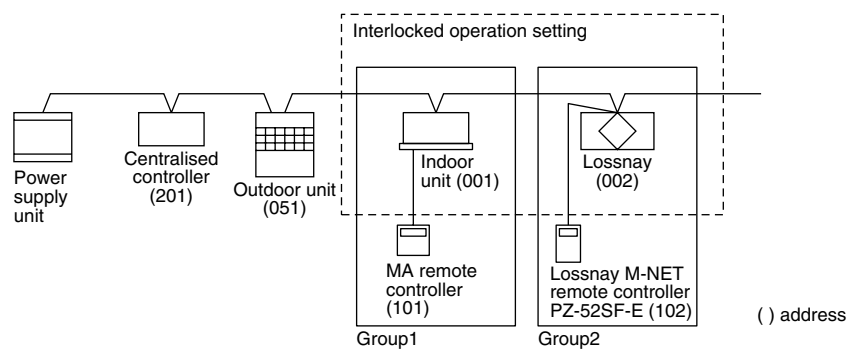 Interlocked operation setting
Power
supply
unit
Centralised
controller
(201)
Outdoor unit
(051)
Indoor
unit (001)
Lossnay
(002)
MA remote
controller
(101)
Lossnay M-NET
remote controller
PZ-52SF-E (102)
( ) address
Group1
Group2